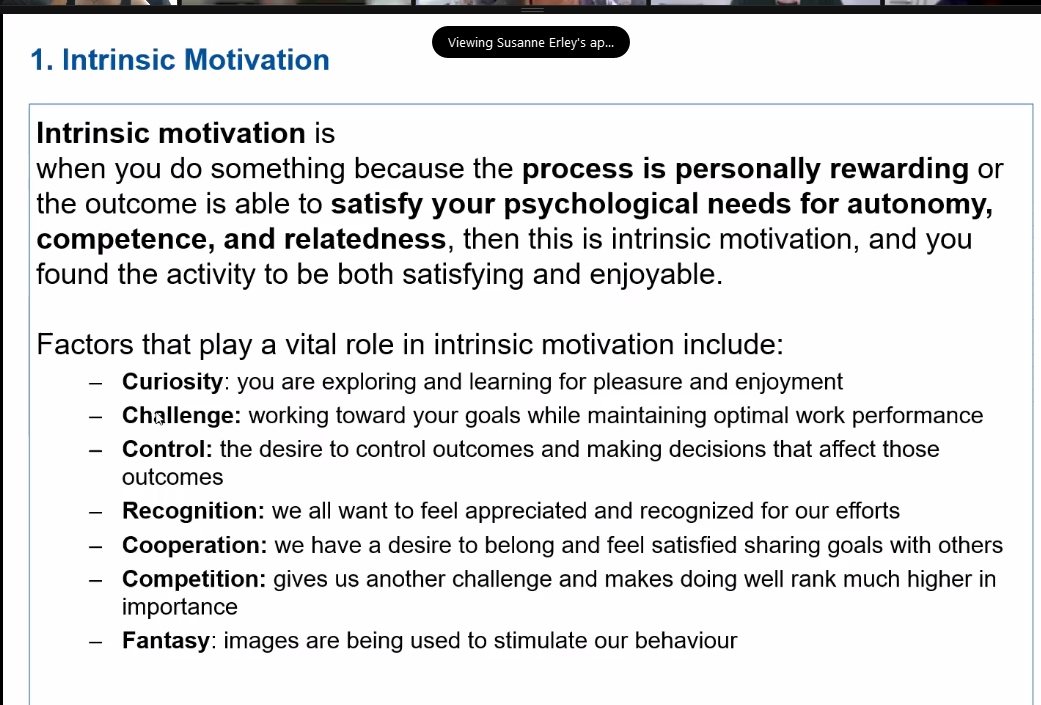 Viewing Susanne Erley's ap...
1. Intrinsic Motivation
Intrinsic motivation is
when you do something because the process is personally rewarding or
the outcome is able to satisfy your psychological needs for autonomy,
competence, and relatedness, then this is intrinsic motivation, and you
found the activity to be both satisfying and enjoyable.
Factors that play a vital role in intrinsic motivation include:
– Curiosity: you are exploring and learning for pleasure and enjoyment
– Challenge: working toward your goals while maintaining optimal work performance
– Control: the desire to control outcomes and making decisions that affect those
outcomes
– Recognition: we all want to feel appreciated and recognized for our efforts
– Cooperation: we have a desire to belong and feel satisfied sharing goals with others
– Competition: gives us another challenge and makes doing well rank much higher in
importance
– Fantasy: images are being used to stimulate our behaviour